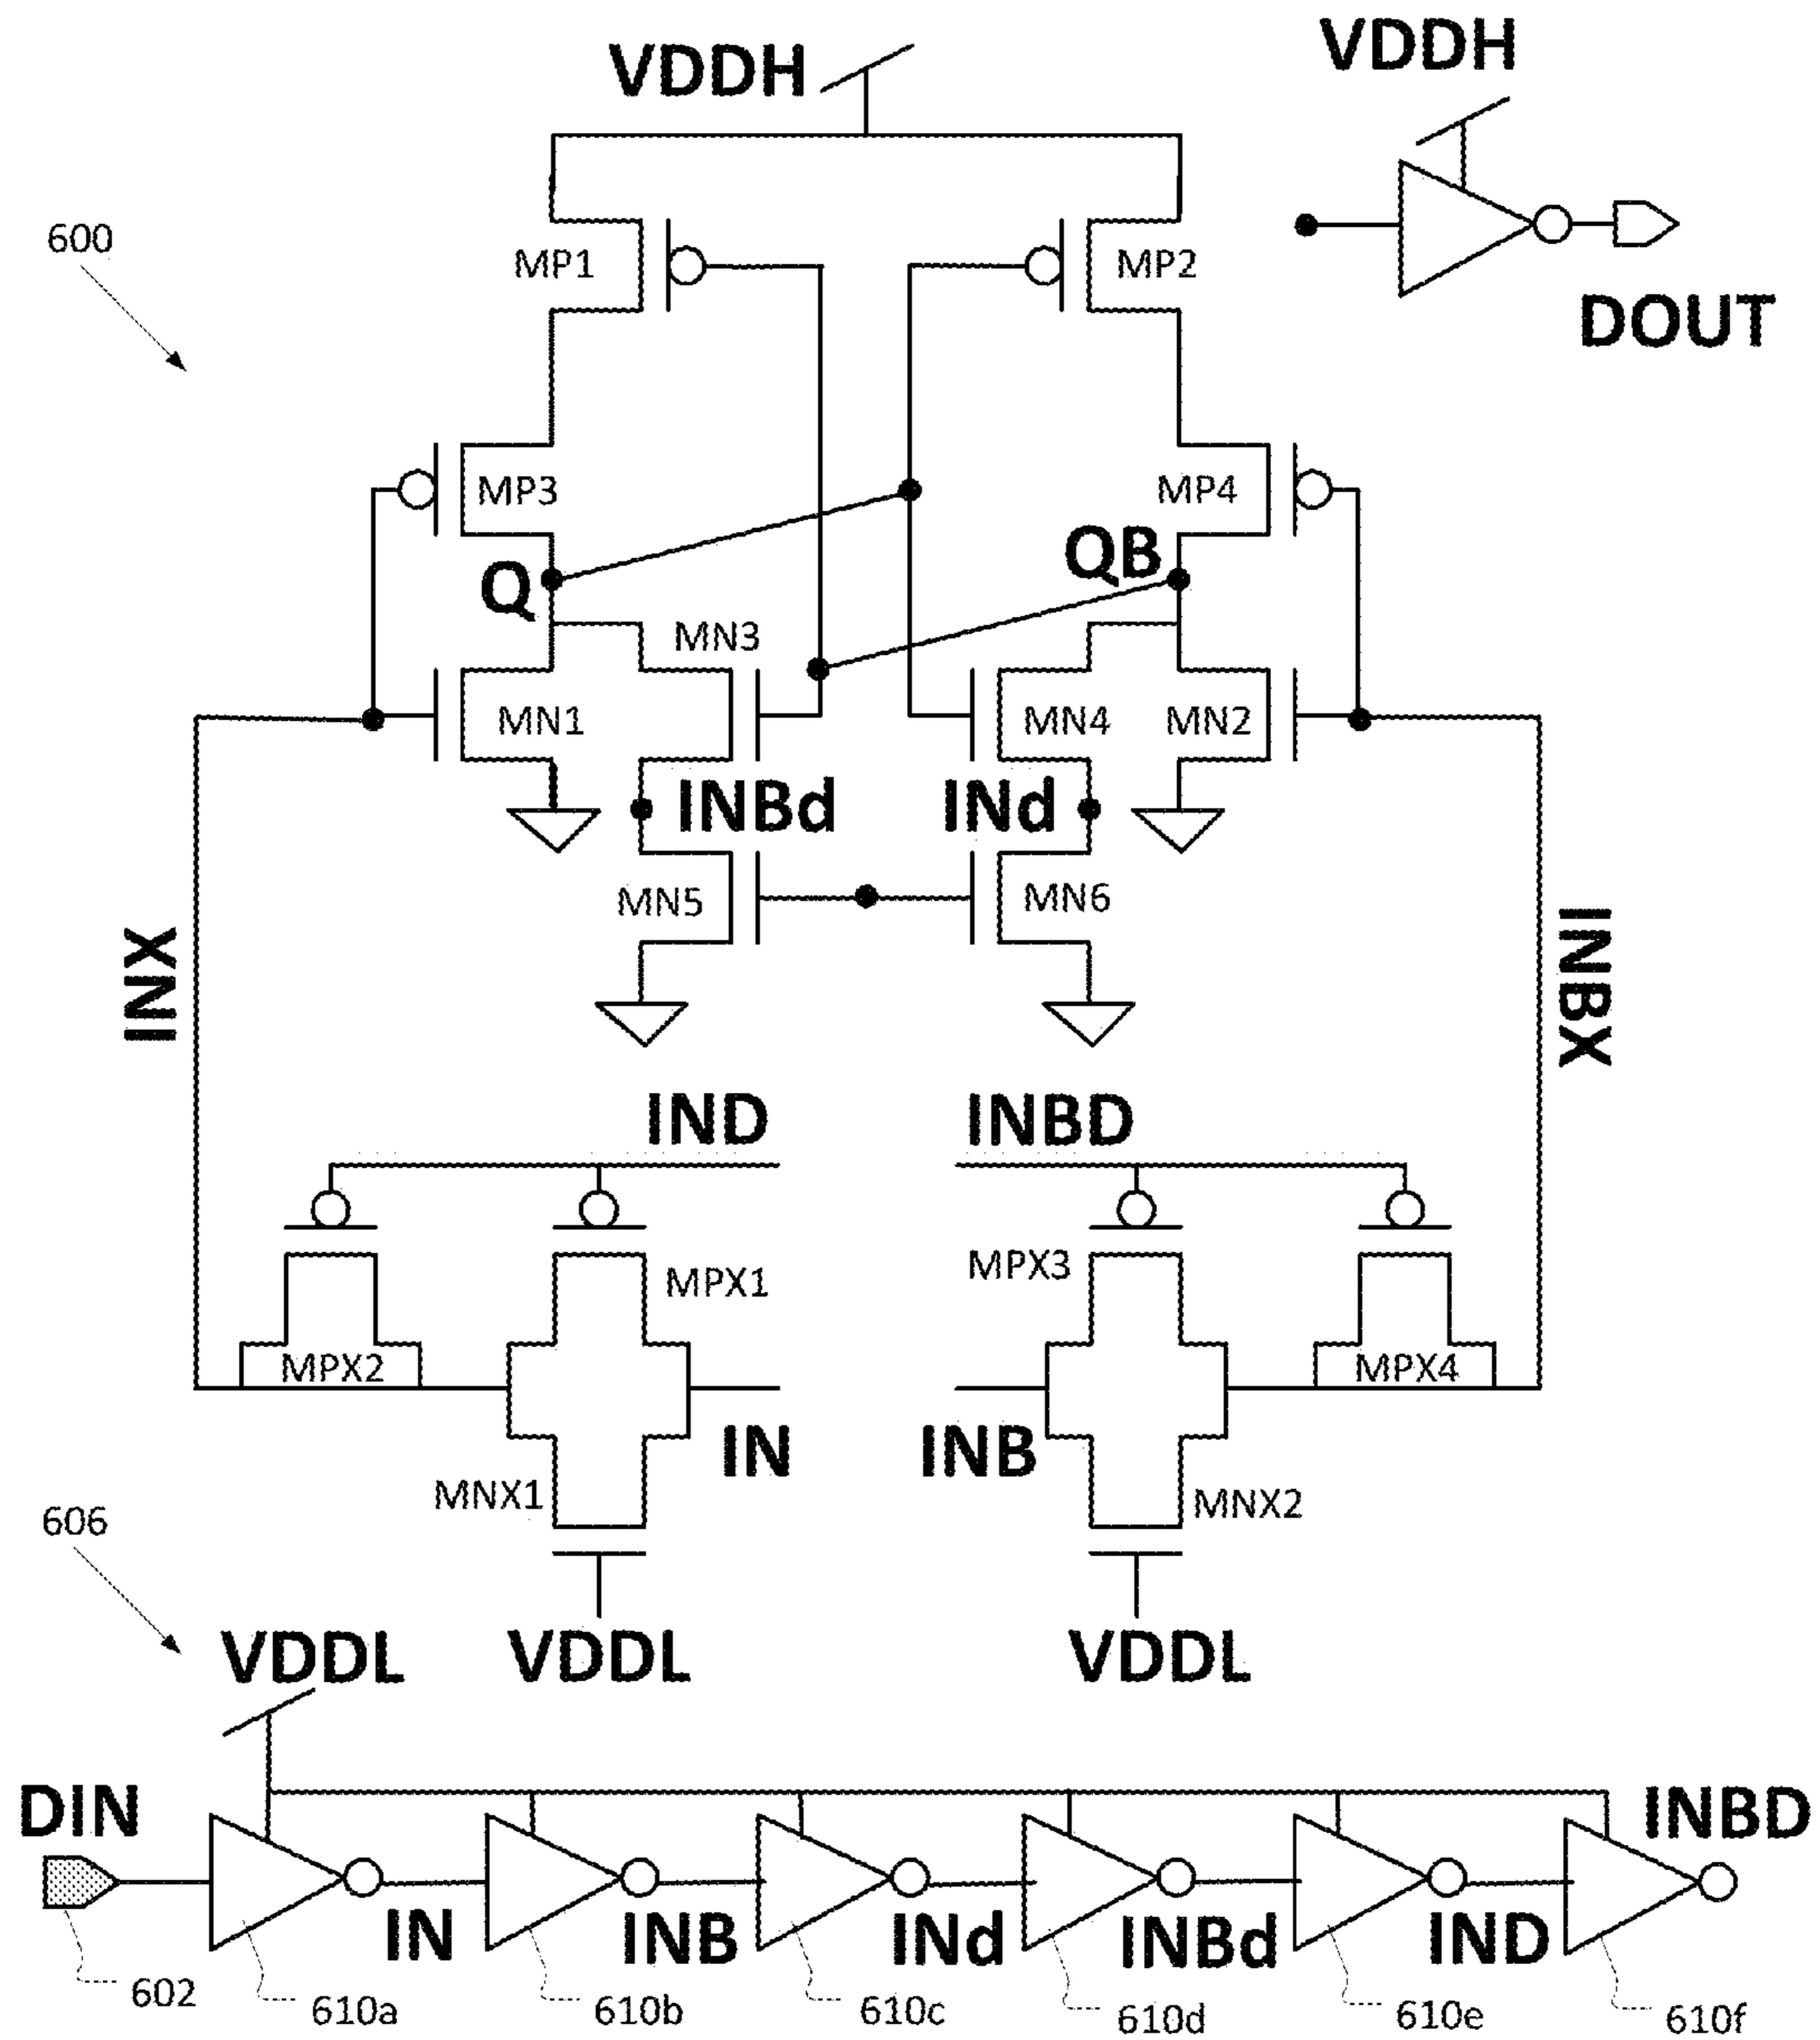 VDDH
VDDH
600
MP1
MP2
DOUT
MP3
MP4
Q
QB
MN3
MN1
MN4
MN2
INBd
INd
MN5
MN6
INX
INBX
IND
INBD
MPX1
MPX3
MPX2
MPX4
IN
INB
MNX1
MNX2
606
VDDL
VDDL
VDDL
DIN
INBD
IN
INB
INd
INBd
IND
602
610a
610b
610c
610d
610e
610f